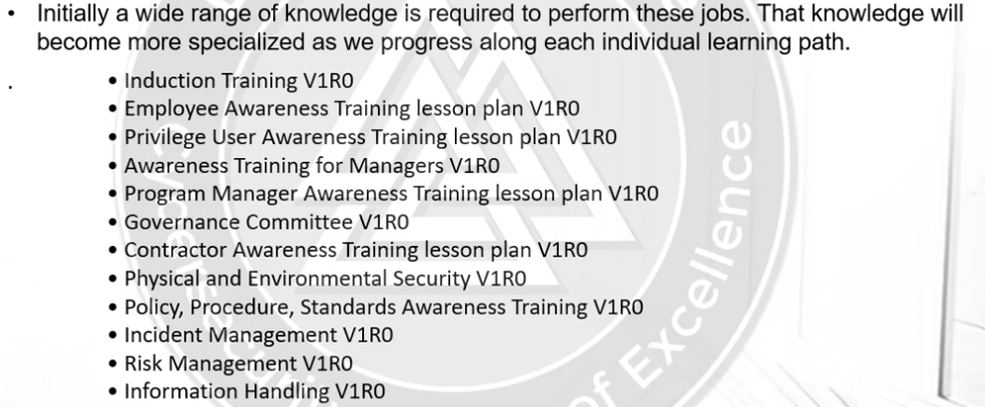 • Initially a wide range of knowledge is required to perform these jobs. That knowledge will
become more specialized as we progress along each individual learning path.
• Induction Training V1R0
• Employee Awareness Training lesson plan V1R0
• Privilege User Awareness Training lesson plan V1R0
• Awareness Training for Managers V1R0
• Program Manager Awareness Training lesson plan V1R0
• Governance Committee V1R0
• Contractor Awareness Training lesson plan V1R0
• Physical and Environmental Security V1R0
• Policy, Procedure, Standards Awareness Training V1R0
• Incident Management V1R0
• Risk Management V1R0
• Information Handling V1R0
of Excellence